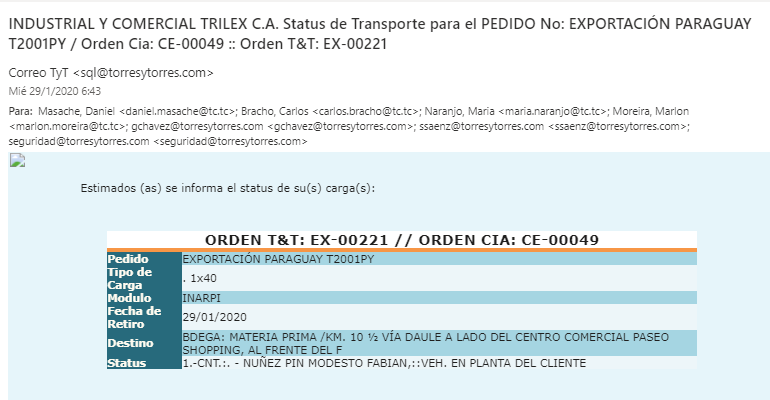 INDUSTRIAL Y COMERCIAL TRILEX C.A. Status de Transporte para el PEDIDO No: EXPORTACIÓN PARAGUAY
T2001PY / Orden Cia: CE-00049 :: Orden T&T: EX-00221
Correo TyT <sql@torresytorres.com>
Mié 29/1/2020 6:43
Para: Masache, Daniel <daniel.masache@tc.tc>; Bracho, Carlos <carlos.bracho@tc.tc>; Naranjo, Maria <maria.naranjo@tc.tc>; Moreira, Marlon
<marlon.moreira@tc.tc>; gchavez@torresytorres.com <gchavez@torresytorres.com>; ssaenz@torresytorres.com <ssaenz@torresytorres.com>;
seguridad@torresytorres.com <seguridad@torresytorres.com>
Estimados (as) se informa el status de su(s) carga(s):
ORDEN T&T: EX-00221 // ORDEN CIA: CE-00049
Pedido EXPORTACIÓN PARAGUAY T2001PY
Tipo de
Carga . 1x40
Modulo INARPI
Fecha de
Retiro 29/01/2020
Destino BDEGA: MATERIA PRIMA /KM. 10 ½ VÍA DAULE A LADO DEL CENTRO COMERCIAL PASEO
SHOPPING, AL FRENTE DEL F
Status 1.-CNT.:. - NUÑEZ PIN MODESTO FABIAN,::VEH. EN PLANTA DEL CLIENTE